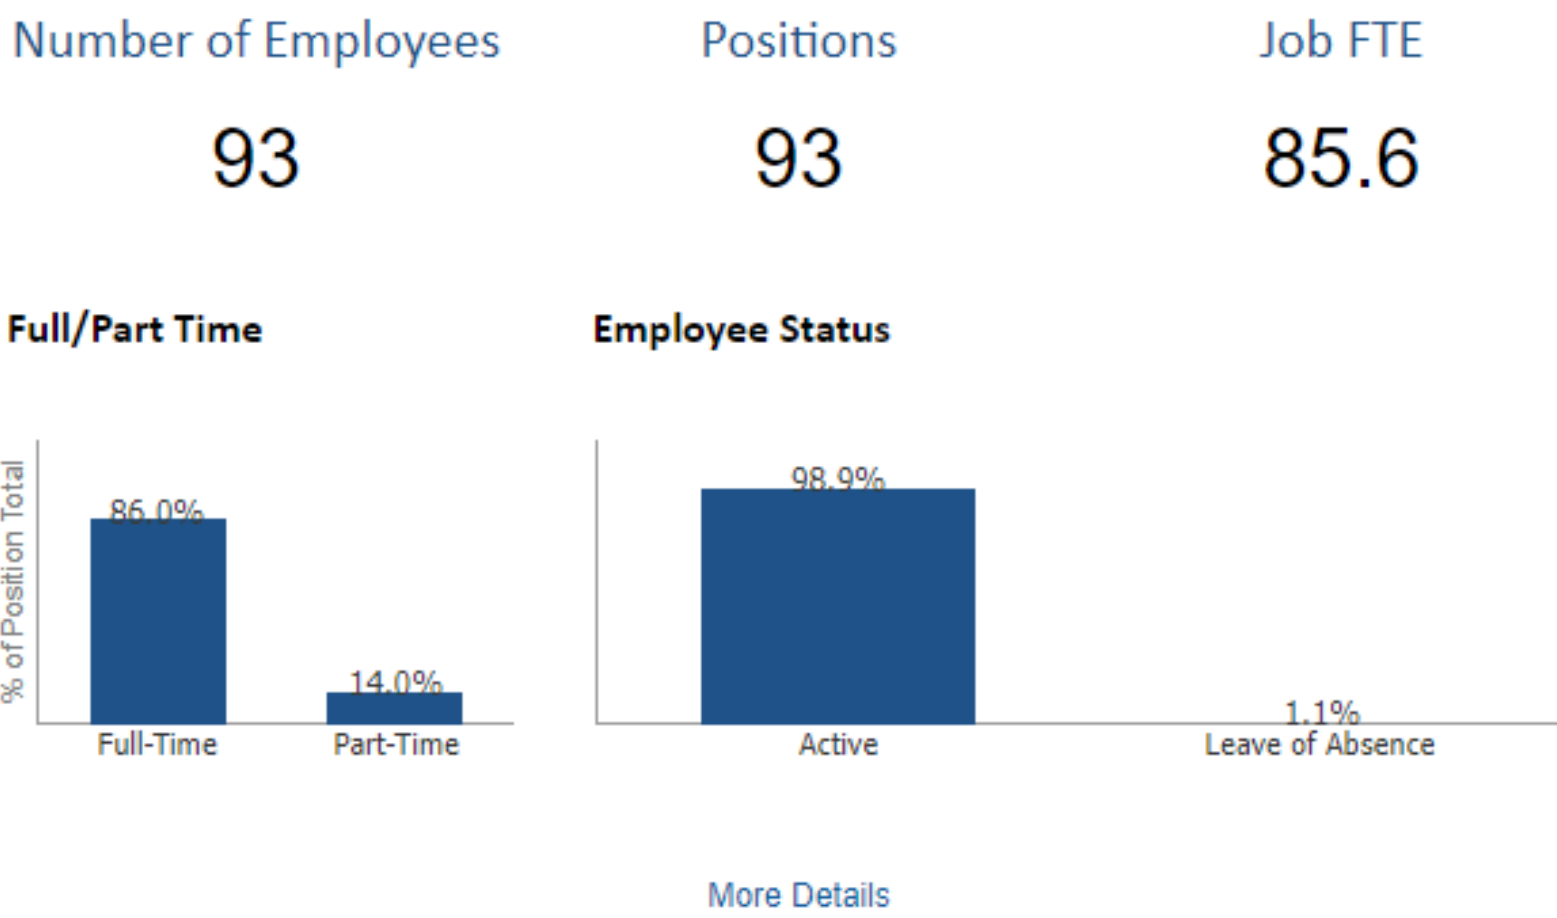 Number of Employees
Positions
Job FTE
93
93
85.6
Full/Part Time
Employee Status
% of Position Total
86.0%
14.0%
Full-Time
Part-Time
98.9%
1.1%
Active
Leave of Absence
More Details